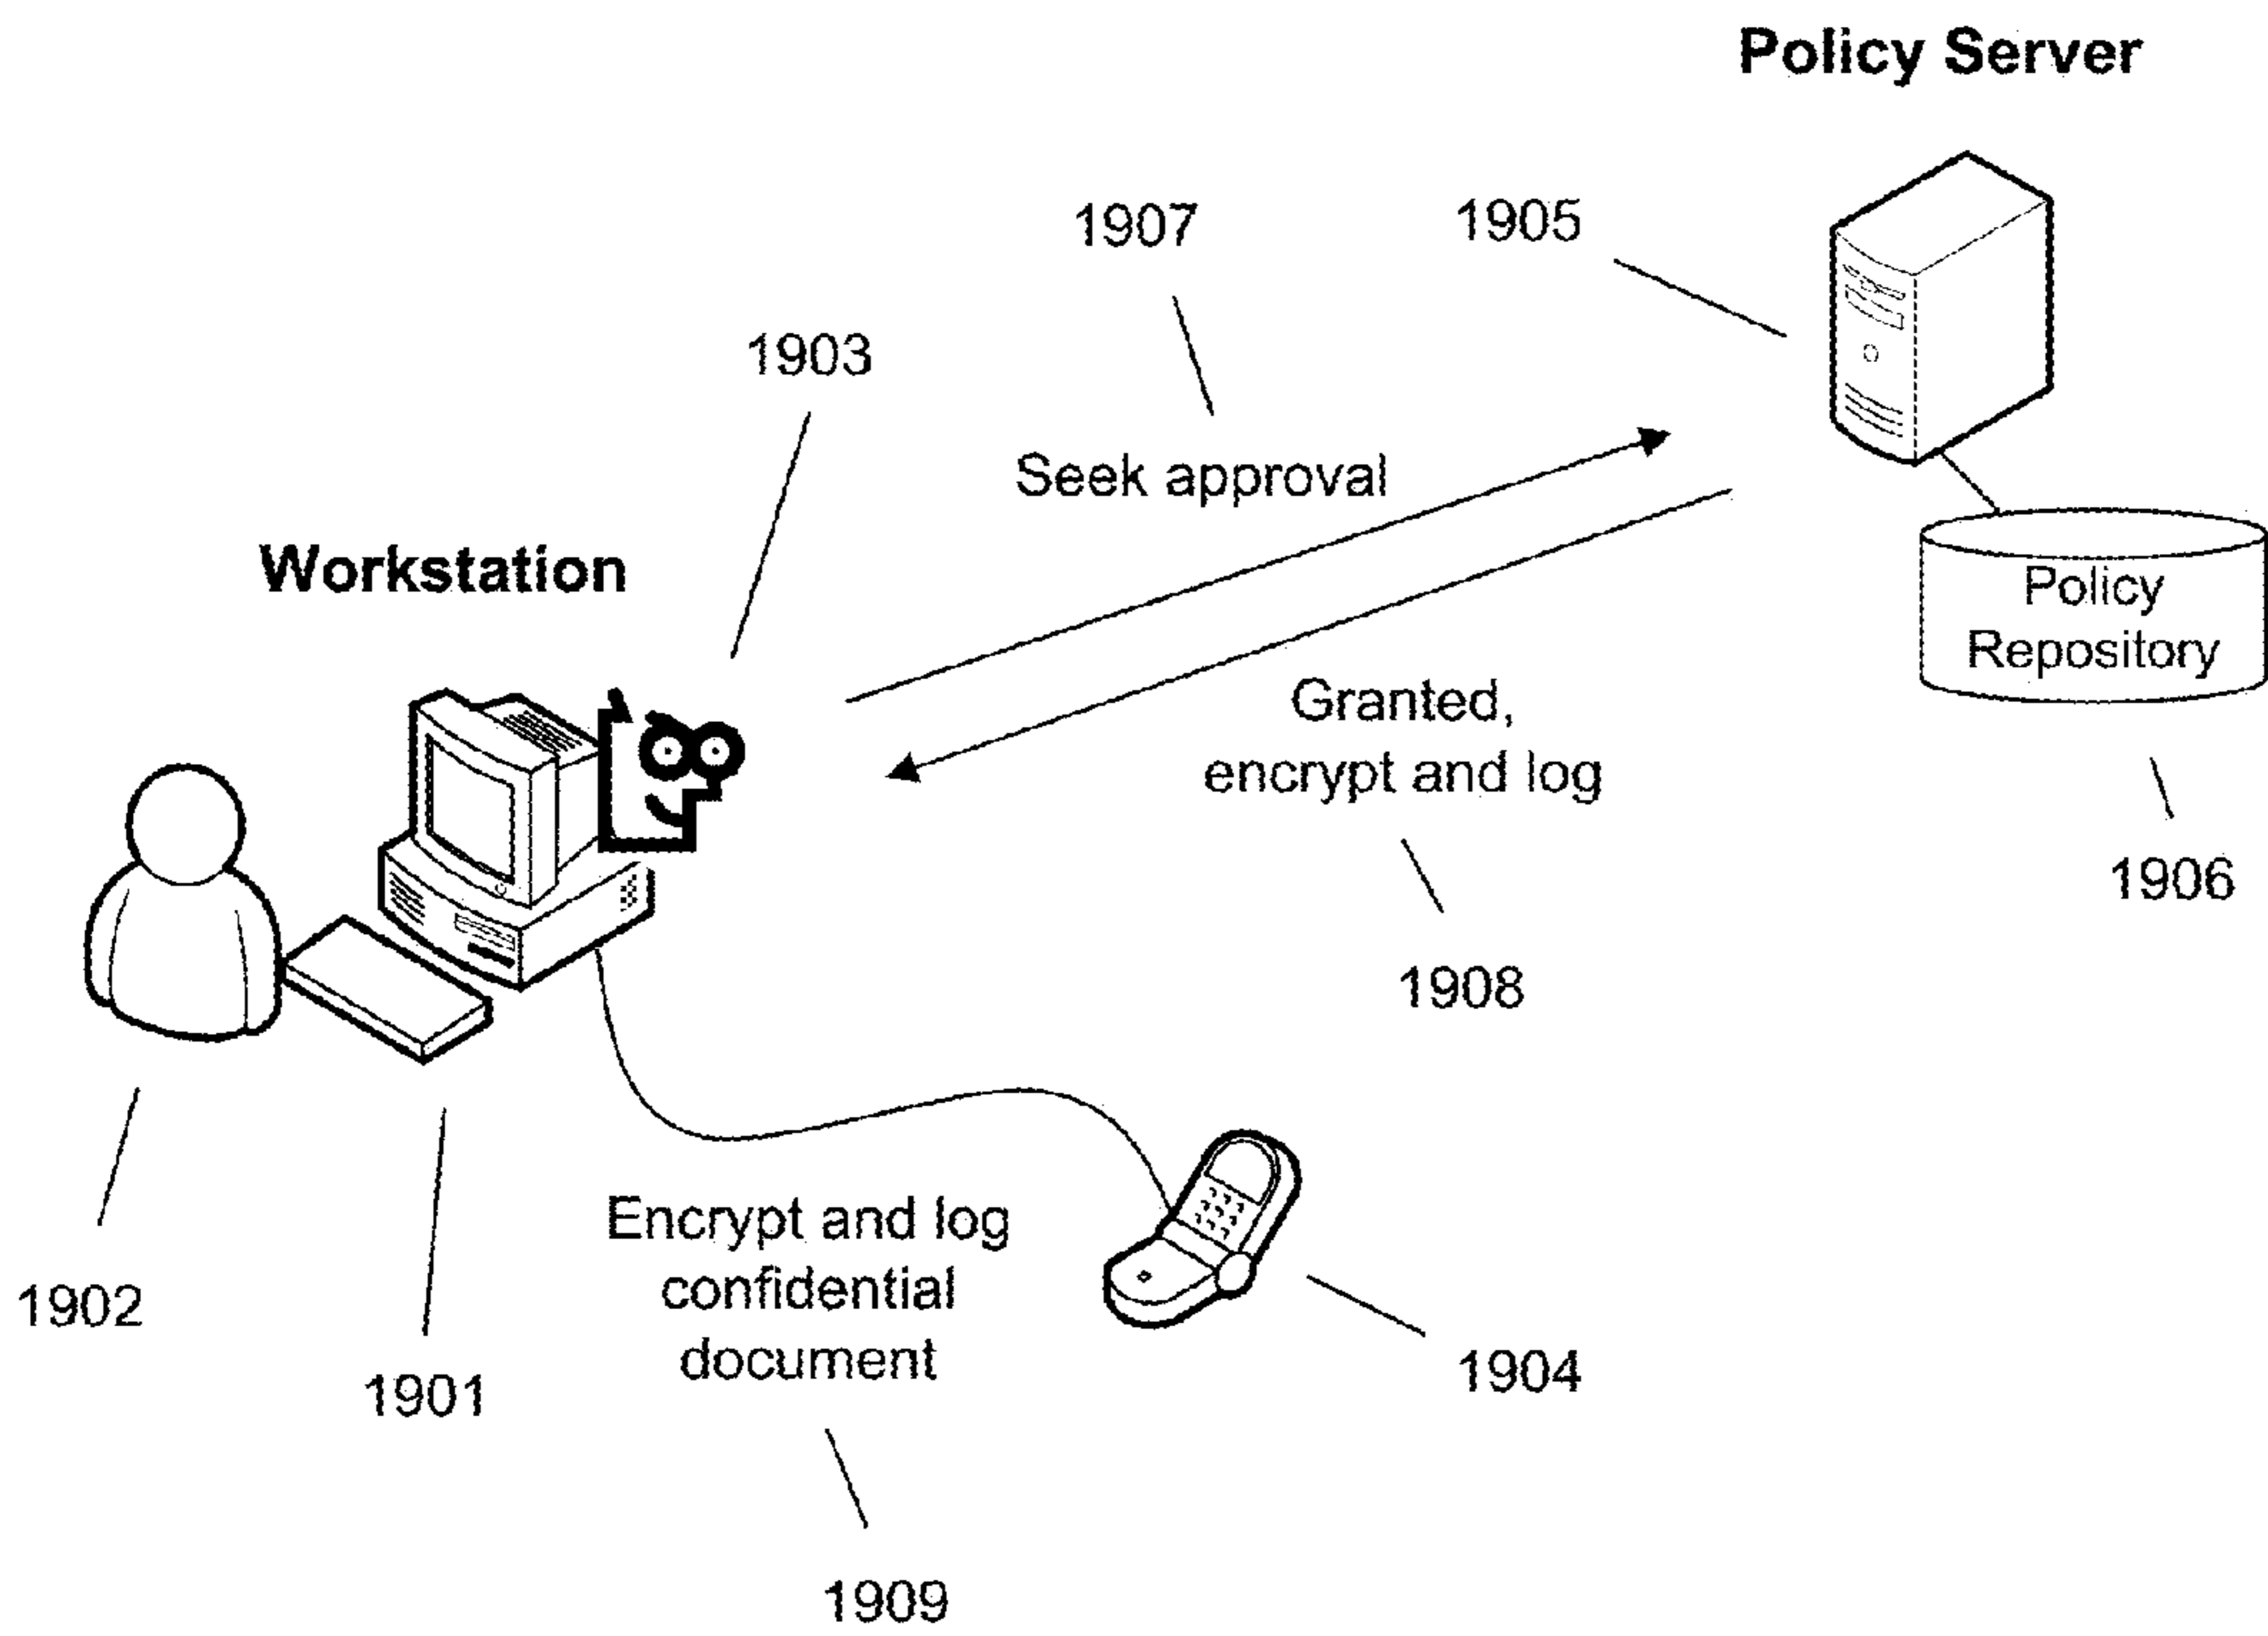 Policy Server
1907
1905
1903
Seek approval
Workstation
Policy
Repository
Granted,
encrypt and log
1906
1908
Encrypt and log
confidential
document
1902
1901
1904
1909